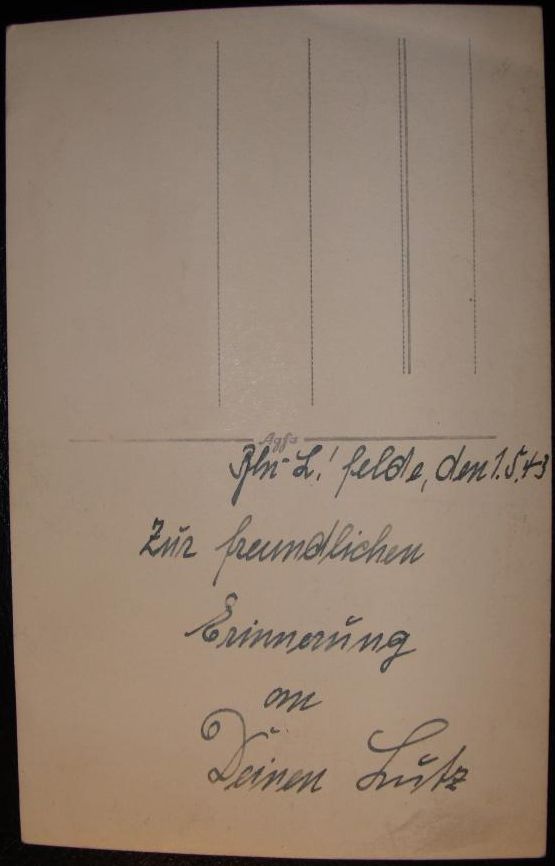 Agfa
Bln-L.'felde, den 1.5.43
Zur freundlichen
Erinnerung
an
Deinen Lutz